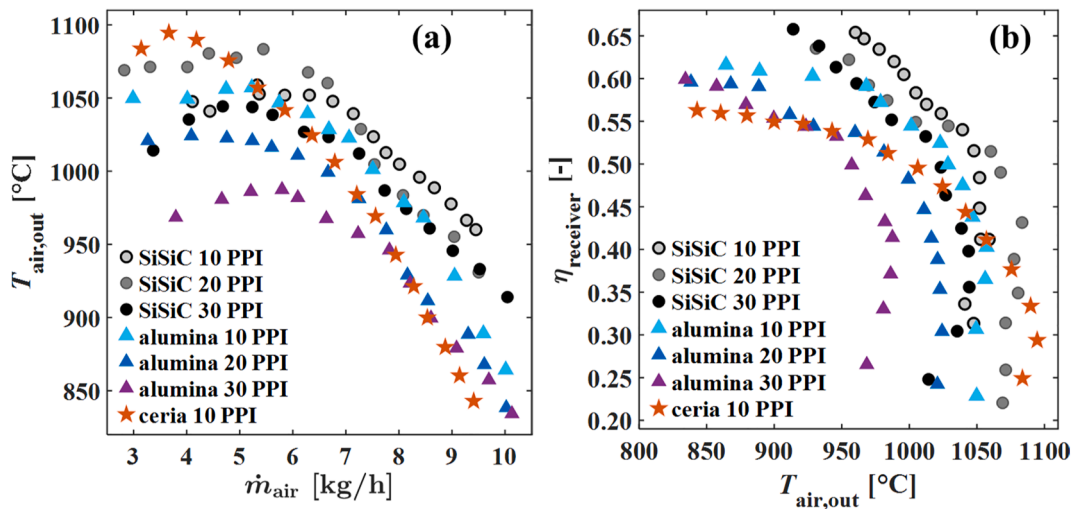 (a)
1100
1050
1000
950
900
850
T_air,out [°C]
SiSiC 10 PPI
SiSiC 20 PPI
SiSiC 30 PPI
alumina 10 PPI
alumina 20 PPI
alumina 30 PPI
ceria 10 PPI
3 4 5 6 7 8 9 10
ṁ_air [kg/h]
(b)
0.65
0.60
0.55
0.50
0.45
0.40
0.35
0.30
0.25
0.20
η_receiver [-]
SiSiC 10 PPI
SiSiC 20 PPI
SiSiC 30 PPI
alumina 10 PPI
alumina 20 PPI
alumina 30 PPI
ceria 10 PPI
800 850 900 950 1000 1050 1100
T_air,out [°C]